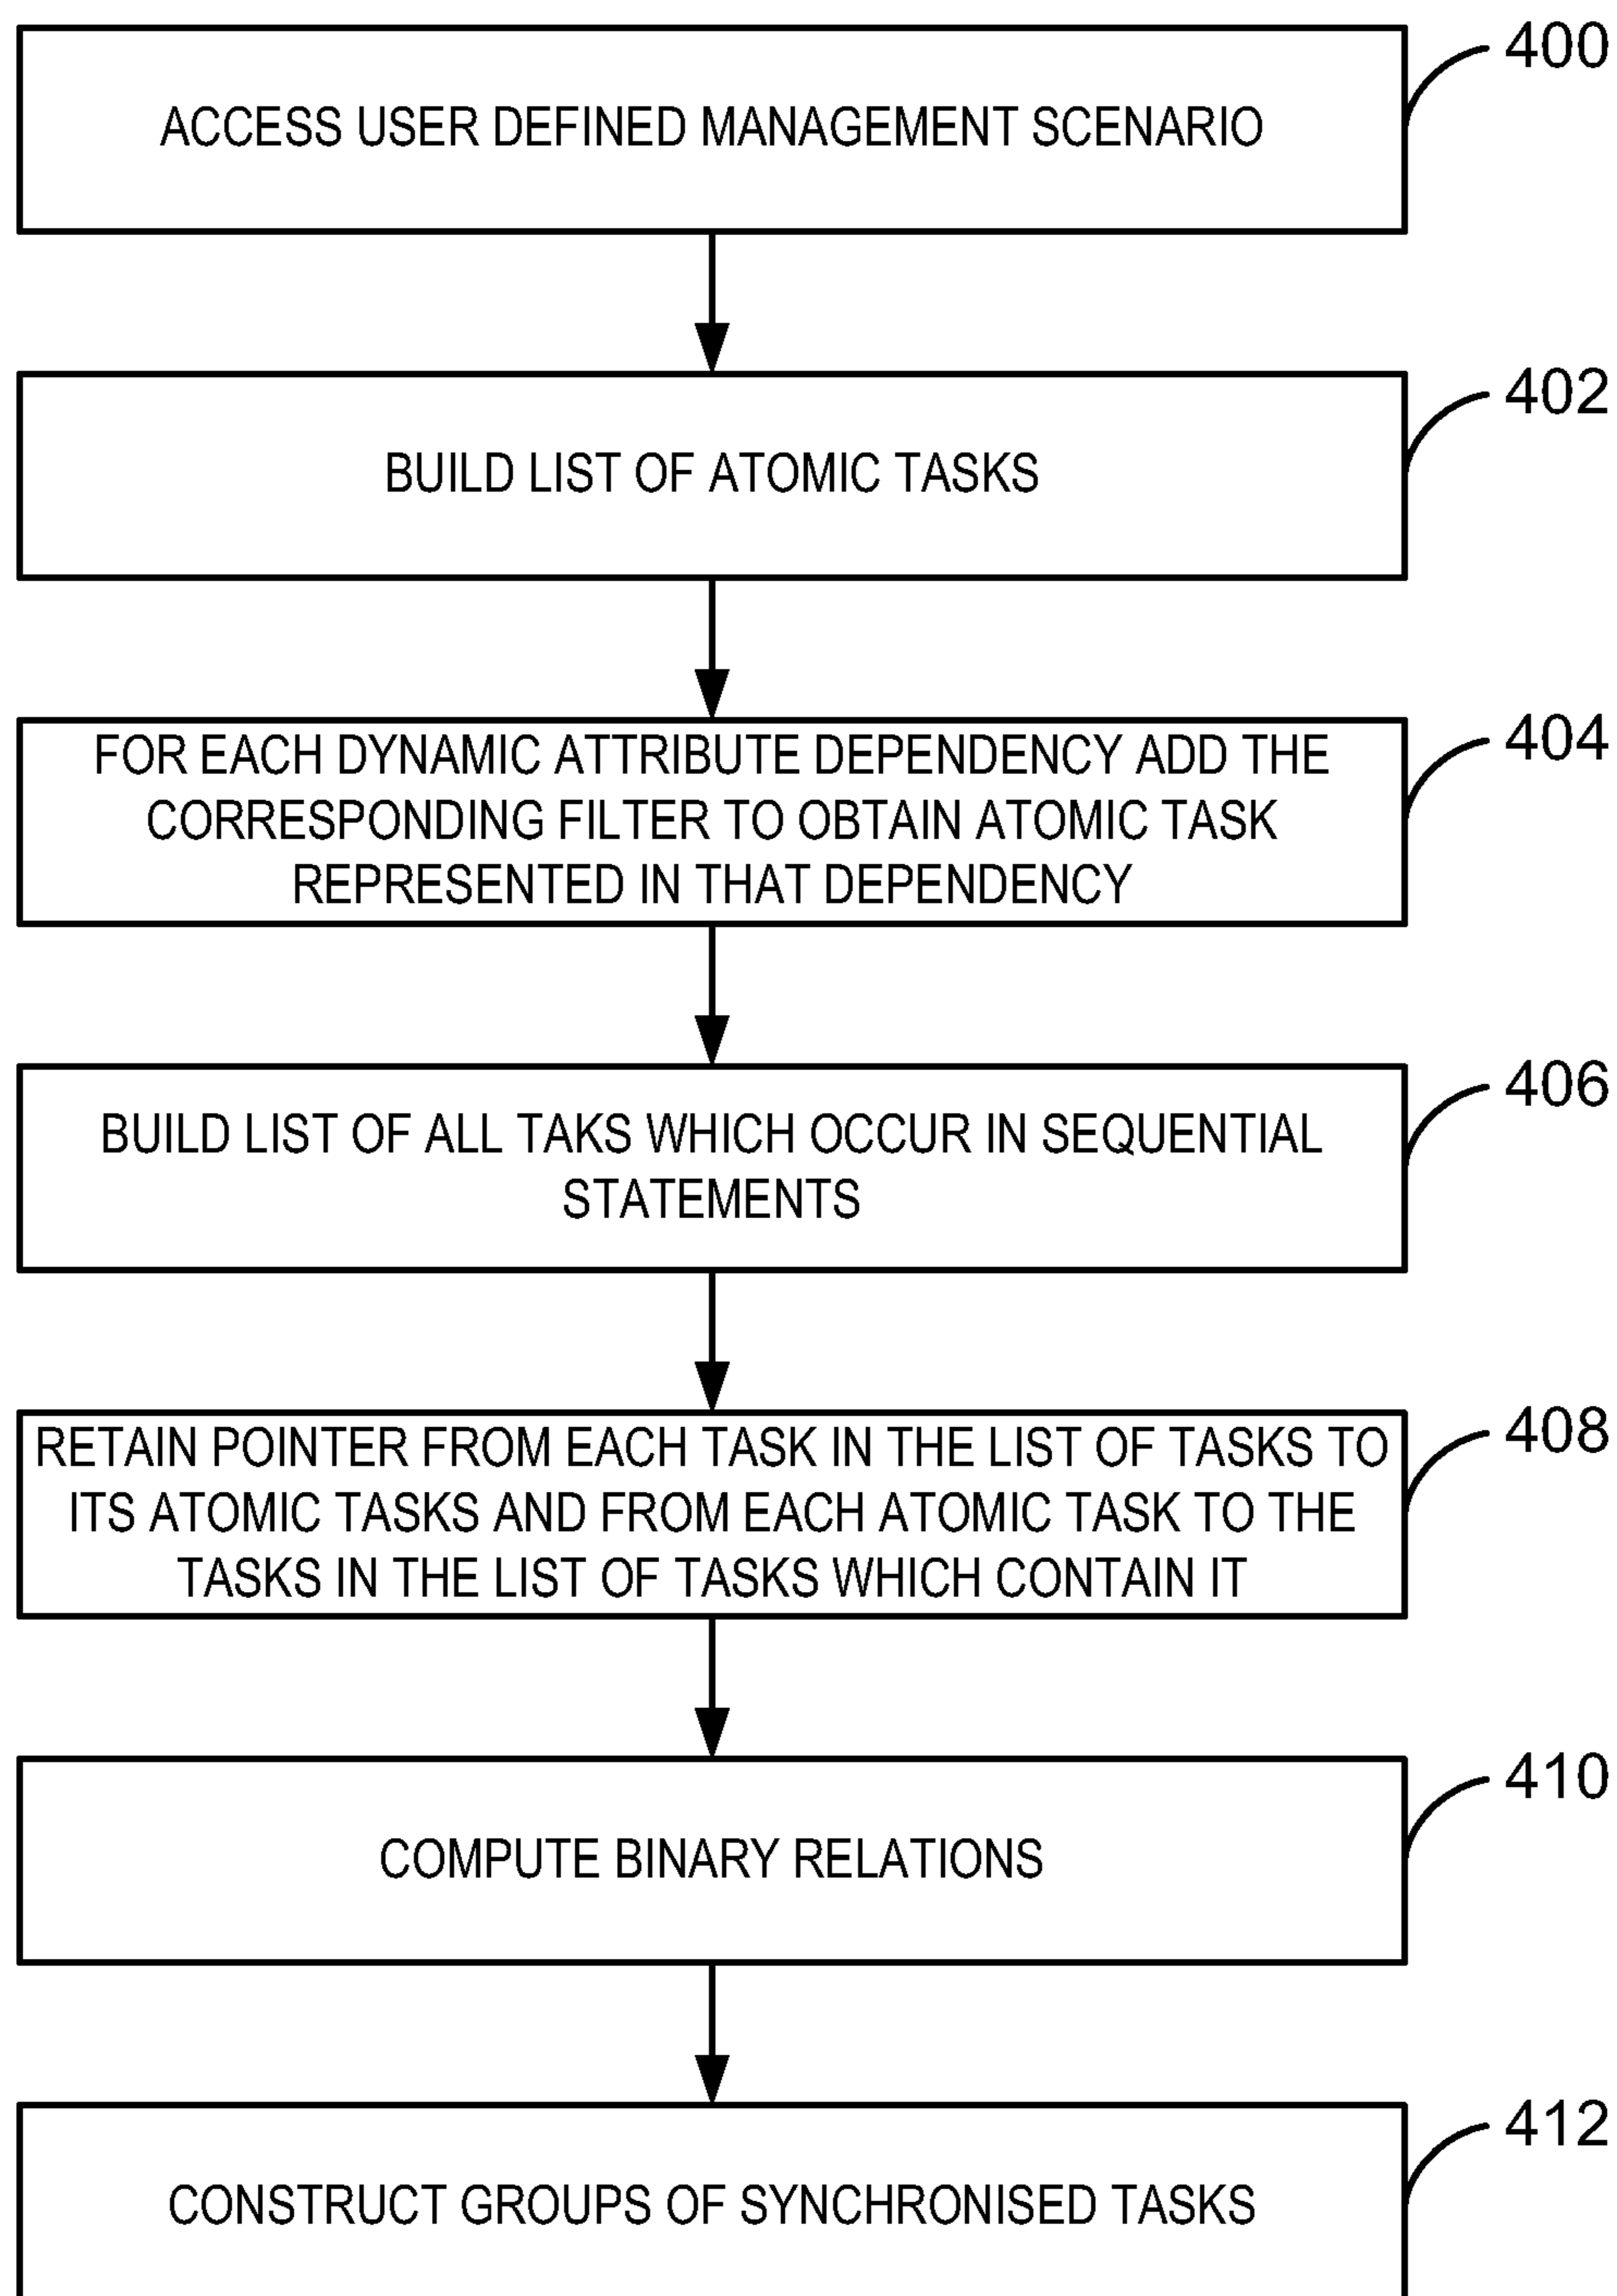 400
ACCESS USER DEFINED MANAGEMENT SCENARIO
402
BUILD LIST OF ATOMIC TASKS
404
FOR EACH DYNAMIC ATTRIBUTE DEPENDENCY ADD THE
CORRESPONDING FILTER TO OBTAIN ATOMIC TASK
REPRESENTED IN THAT DEPENDENCY
406
BUILD LIST OF ALL TAKS WHICH OCCUR IN SEQUENTIAL
STATEMENTS
408
RETAIN POINTER FROM EACH TASK IN THE LIST OF TASKS TO
ITS ATOMIC TASKS AND FROM EACH ATOMIC TASK TO THE
TASKS IN THE LIST OF TASKS WHICH CONTAIN IT
410
COMPUTE BINARY RELATIONS
412
CONSTRUCT GROUPS OF SYNCHRONISED TASKS